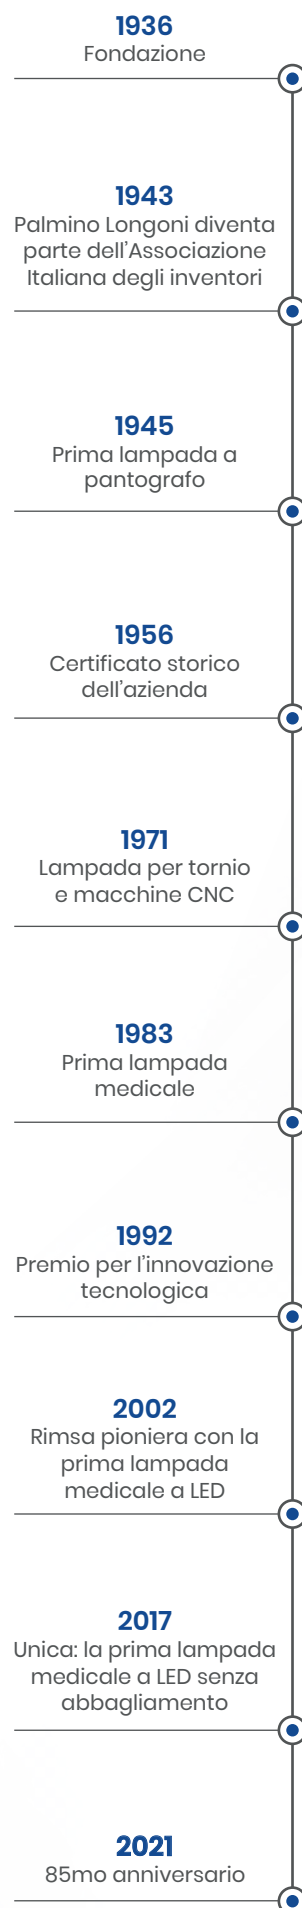 1936
Fondazione
1943
Palmino Longoni diventa
parte dell'Associazione
Italiana degli inventori
1945
Prima lampada a
pantografo
1956
Certificato storico
dell'azienda
1971
Lampada per tornio
e macchine CNC
1983
Prima lampada
medicale
1992
Premio per l'innovazione
tecnologica
2002
Rimsa pioniera con la
prima lampada
medicale a LED
2017
Unica: la prima lampada
medicale a LED senza
abbagliamento
2021
85mo anniversario